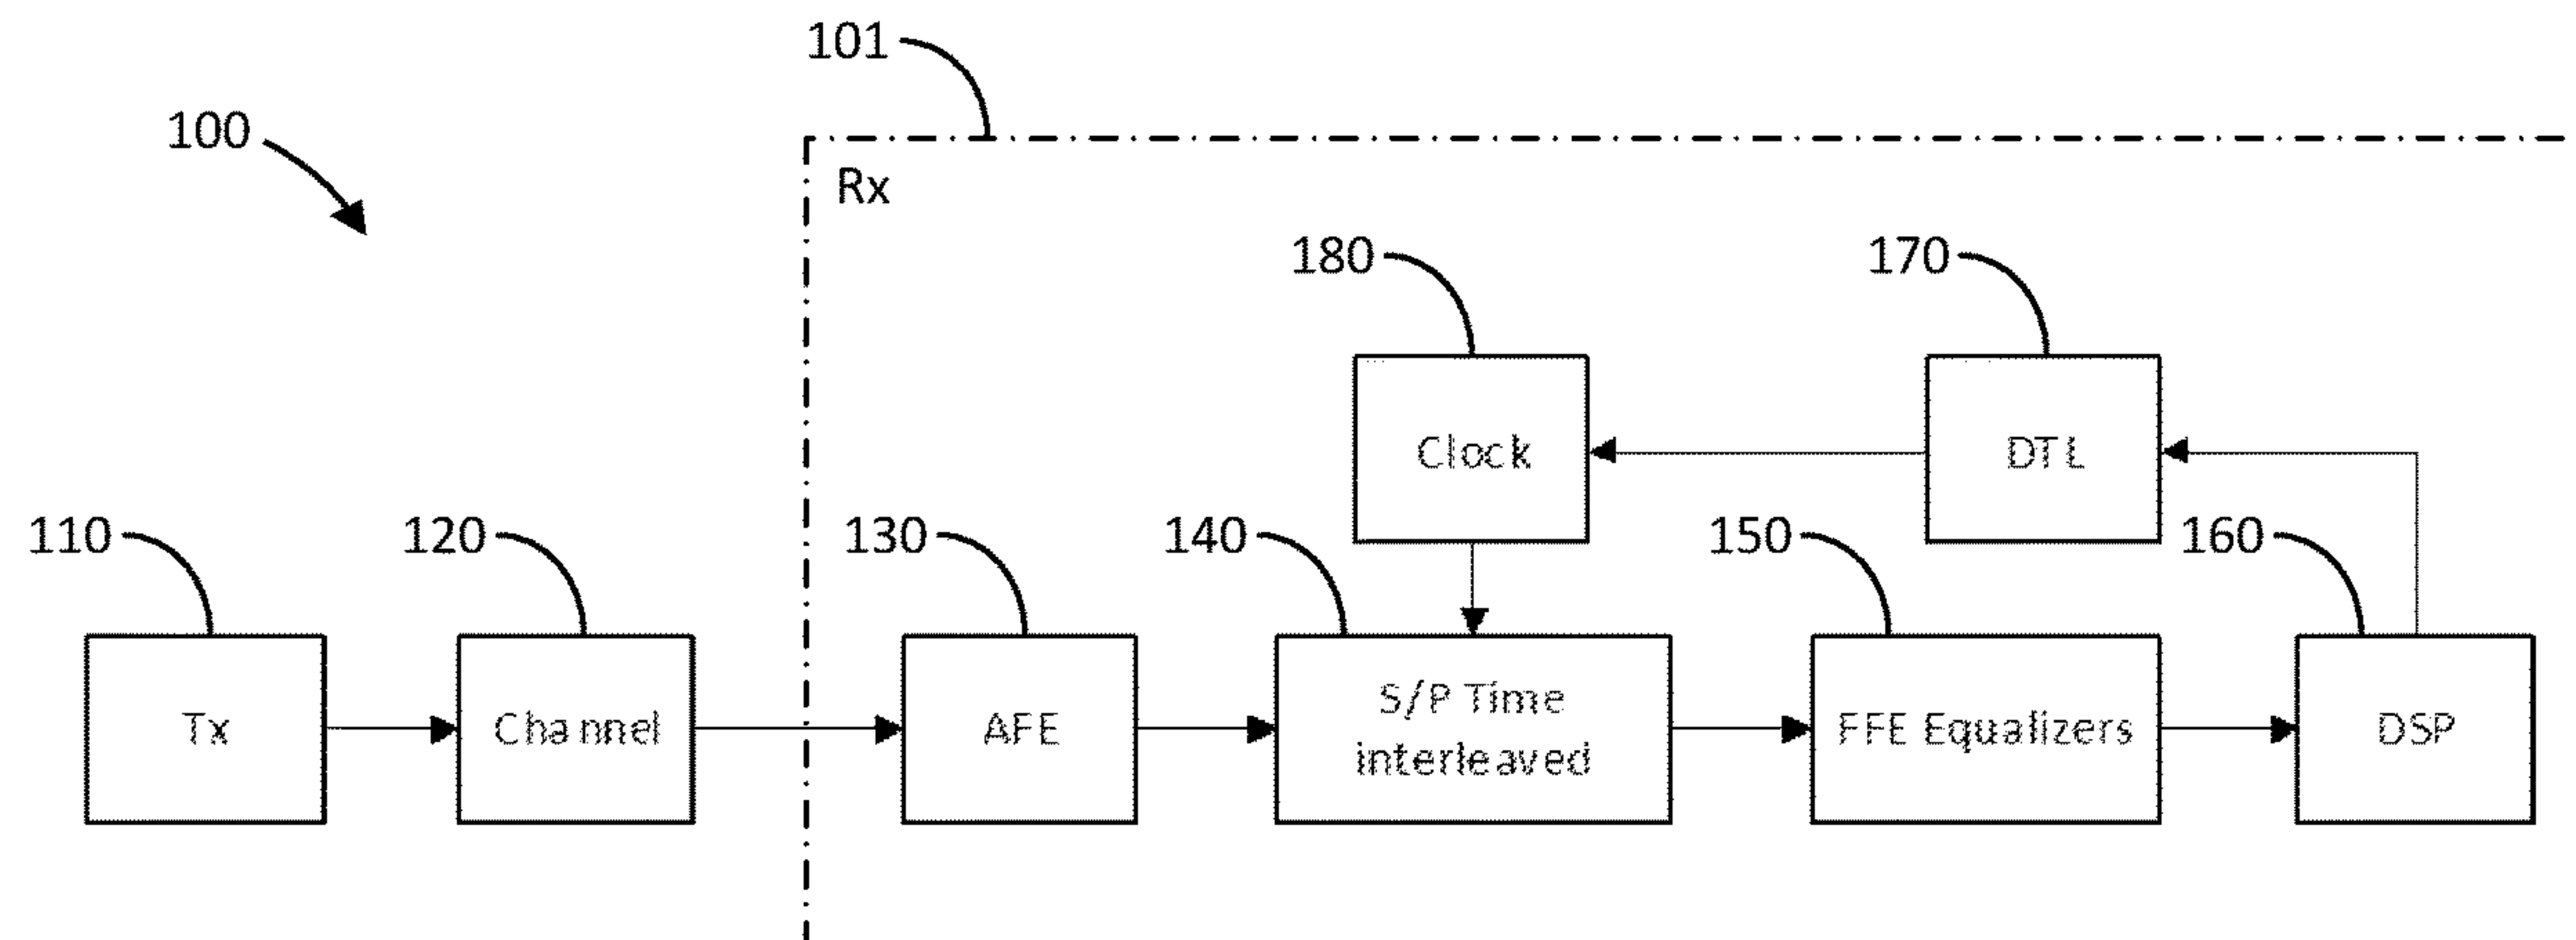 101
100
Rx
180
170
110
120
130
140
150
160
Clock
DTL
Tx
Channel
AFE
S/P Time
interleaved
FFE Equalizers
DSP